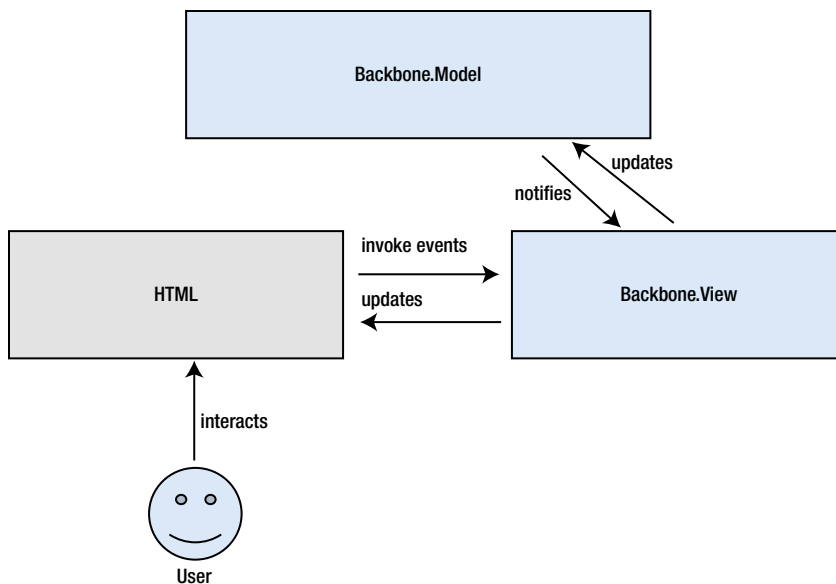 Backbone.Model
updates
notifies
invoke events
HTML
updates
Backbone.View
interacts
User